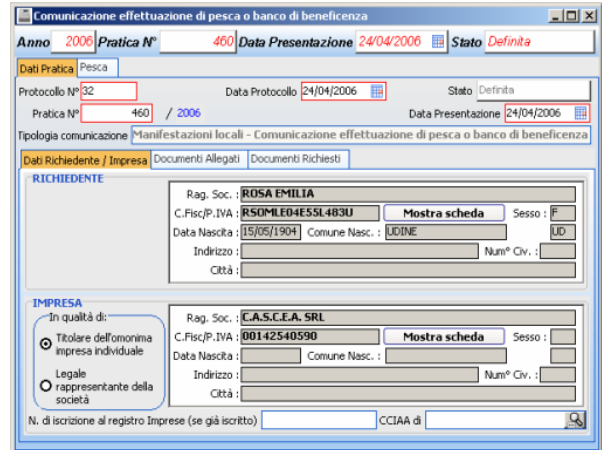 Comunicazione effettuazione di pesca o banco di beneficenza
Anno 2006 Pratica N° 460 Data Presentazione 24/04/2006 Stato Definita
Dati Pratica Pesca
Protocollo N° 32 Data Protocollo 24/04/2006 Stato Definita
Pratica N° 460 / 2006 Data Presentazione 24/04/2006
Tipologia comunicazione Manifestazioni locali - Comunicazione effettuazione di pesca o banco di beneficenza
Dati Richiedente / Impresa Documenti Allegati Documenti Richiesti
RICHIEDENTE
Rag. Soc. : ROSA EMILIA
C.Fisc/P.IVA : RSOMLE04E55L483U Mostra scheda Sesso : F
Data Nascita : 15/05/1904 Comune Nasc. : UDINE UD
Indirizzo : Num° Civ. :
Città :
IMPRESA
In qualità di:
Titolare dell'omonima impresa individuale
Legale rappresentante della società
Rag. Soc. : C.A.S.C.E.A. SRL
C.Fisc/P.IVA : 00142540590 Mostra scheda Sesso :
Data Nascita : Comune Nasc. :
Indirizzo : Num° Civ. :
Città :
N. di iscrizione al registro Imprese (se già iscritto) CCIAA di